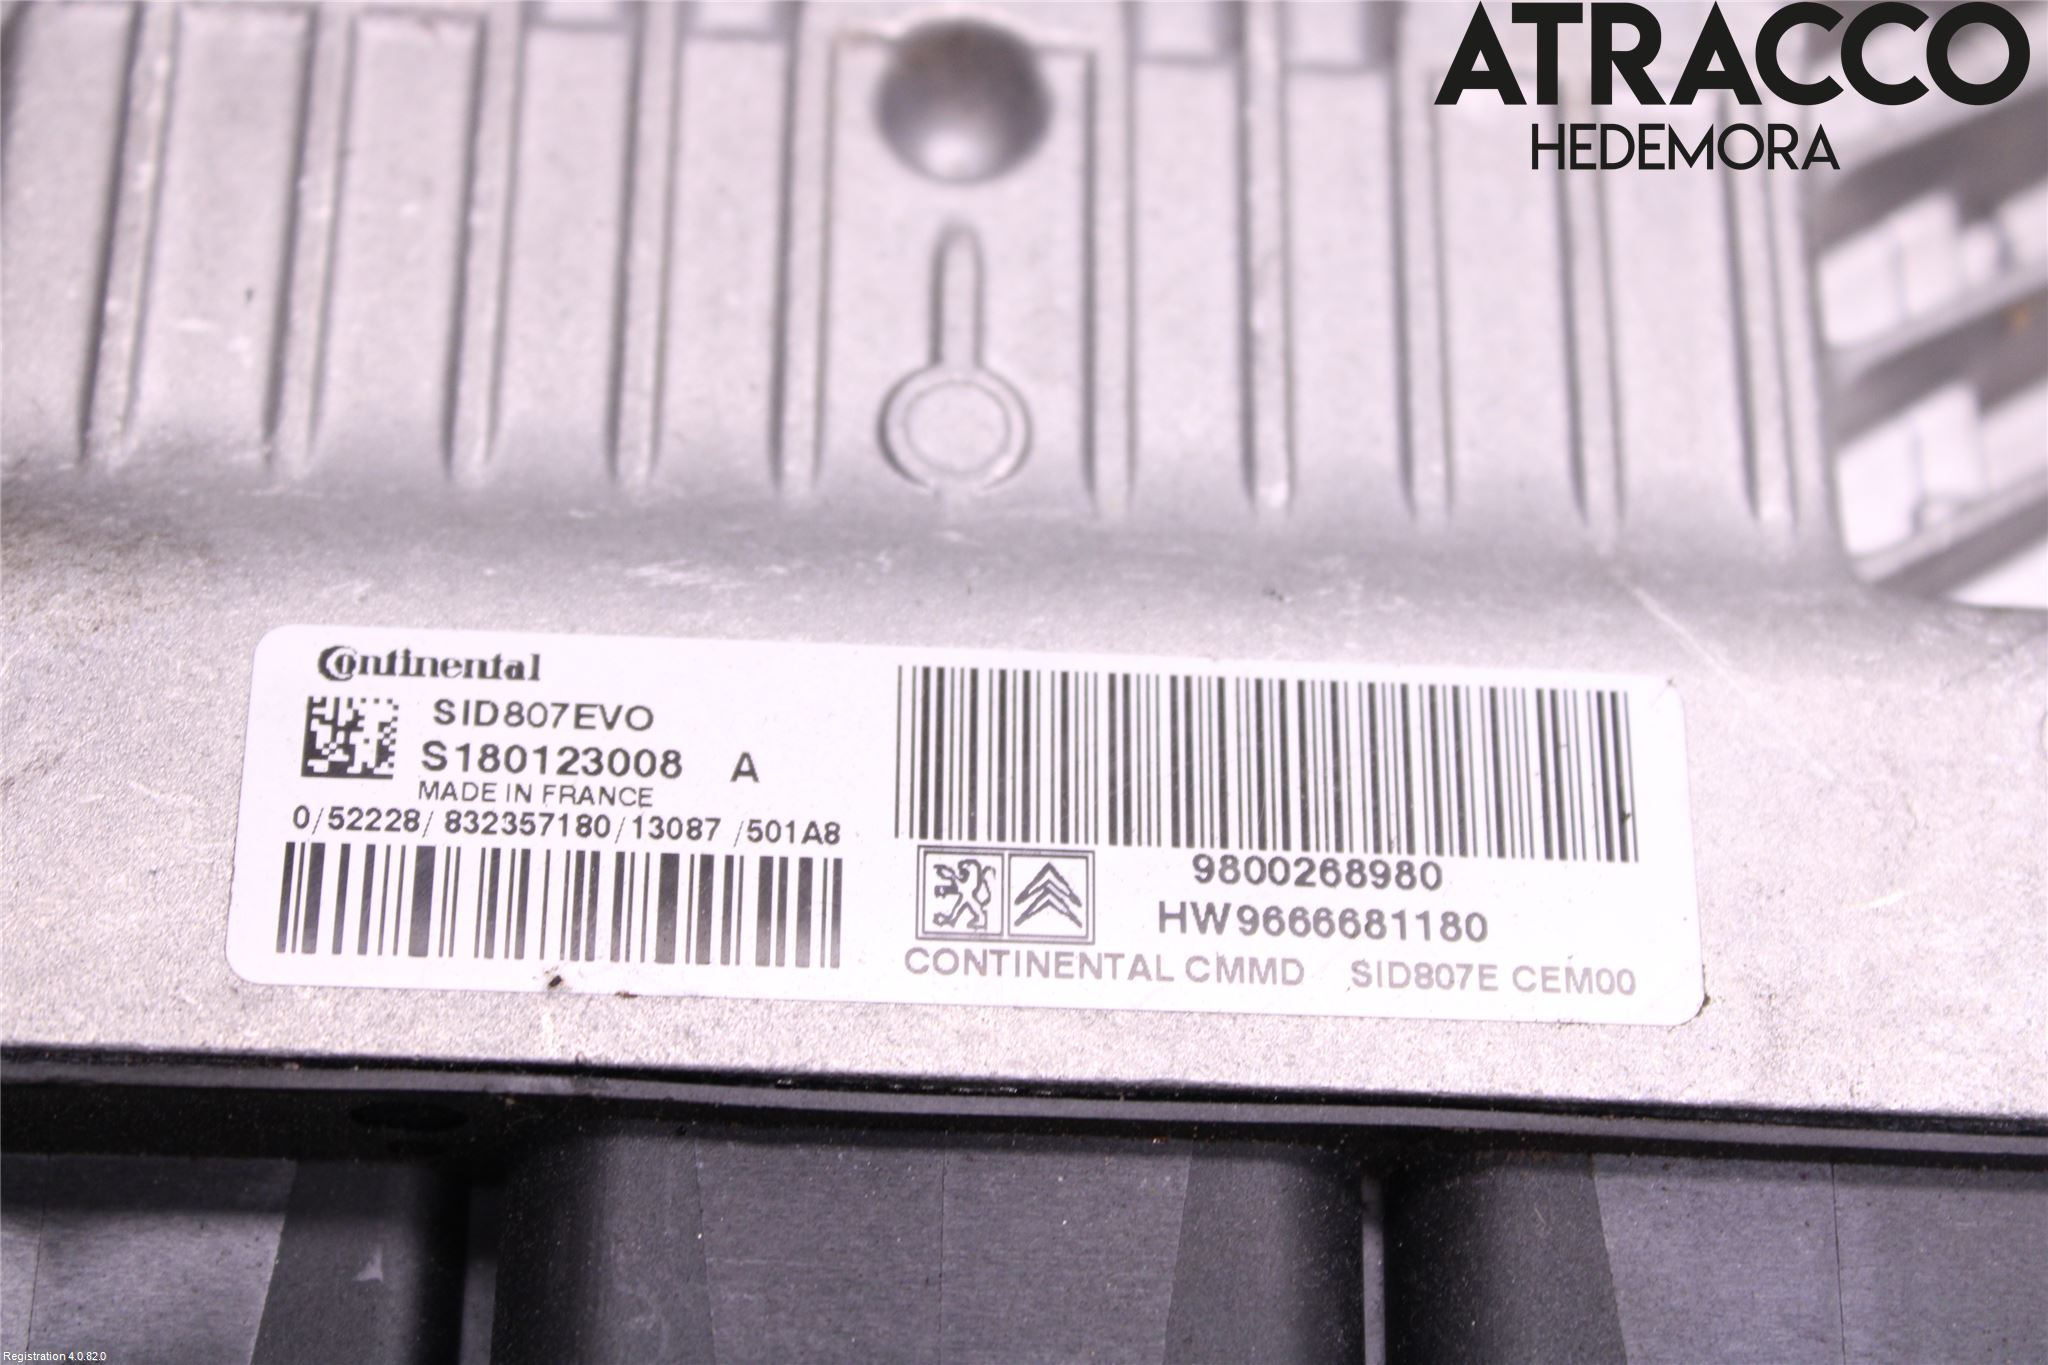 ATRACCO
HEDEMORA
Continental
SID807EVO
S180123008 A
MADE IN FRANCE
0/52228/832357180/13087/501A8
9800268980
HW9666681180
CONTINENTAL CMMD SID807E CEM00
Registration 4.0.82.0